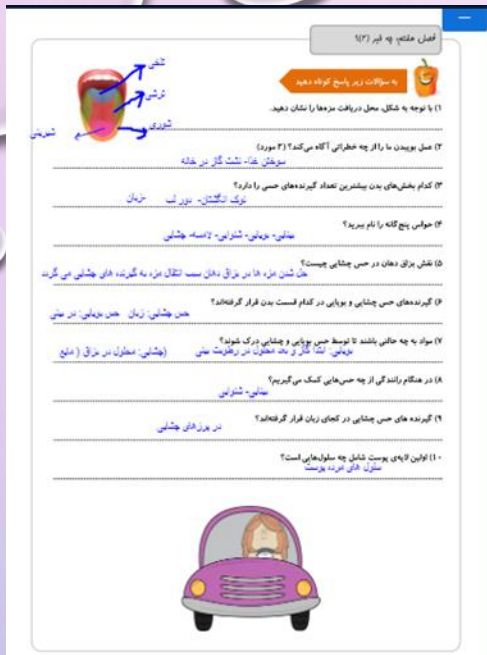 فصل هفتم، چه خبر (۲)؟
به سؤالات زیر پاسخ کوتاه دهید
۱) با توجه به شکل، محل دریافت مزه‌ها را نشان دهید.
تلخی
ترشی
شوری
شیرینی
۲) عمل بوییدن ما را از چه خطراتی آگاه می‌کند؟ (۲ مورد)
سوختن غذا- نشت گاز در خانه
۳) کدام بخش‌های بدن بیشترین تعداد گیرنده‌های حسی را دارد؟
نوک انگشتان- دور لب -زبان
۴) حواس پنج‌گانه را نام ببرید؟
بینایی- بویایی- شنوایی- لامسه- چشایی
۵) نقش بزاق دهان در حس چشایی چیست؟
حل شدن مزه ها در بزاق دهان سبب انتقال مزه به گیرنده های چشایی می گردد
۶) گیرنده‌های حس چشایی و بویایی در کدام قسمت بدن قرار گرفته‌اند؟
حس چشایی: زبان حس بویایی: در بینی
۷) مواد به چه حالتی باشند تا توسط حس بویایی و چشایی درک شوند؟
بویایی: ابتدا گاز و بعد محلول در رطوبت بینی (چشایی: محلول در بزاق ( مایع
۸) در هنگام رانندگی از چه حس‌هایی کمک می‌گیریم؟
بینایی- شنوایی
۹) گیرنده های حس چشایی در کجای زبان قرار گرفته‌اند؟
در پرزهای چشایی
۱۰) اولین لایه‌ی پوست شامل چه سلول‌هایی است؟
سلول های مرده پوست